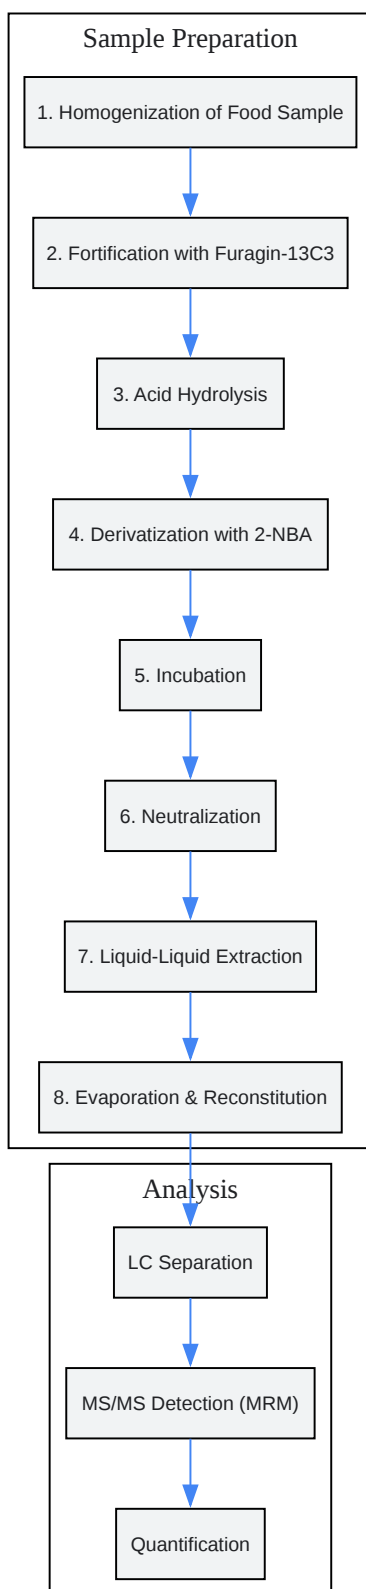 Sample Preparation
1. Homogenization of Food Sample
2. Fortification with Furagin-13C3
3. Acid Hydrolysis
4. Derivatization with 2-NBA
5. Incubation
6. Neutralization
7. Liquid-Liquid Extraction
8. Evaporation & Reconstitution
Analysis
LC Separation
MS/MS Detection (MRM)
Quantification